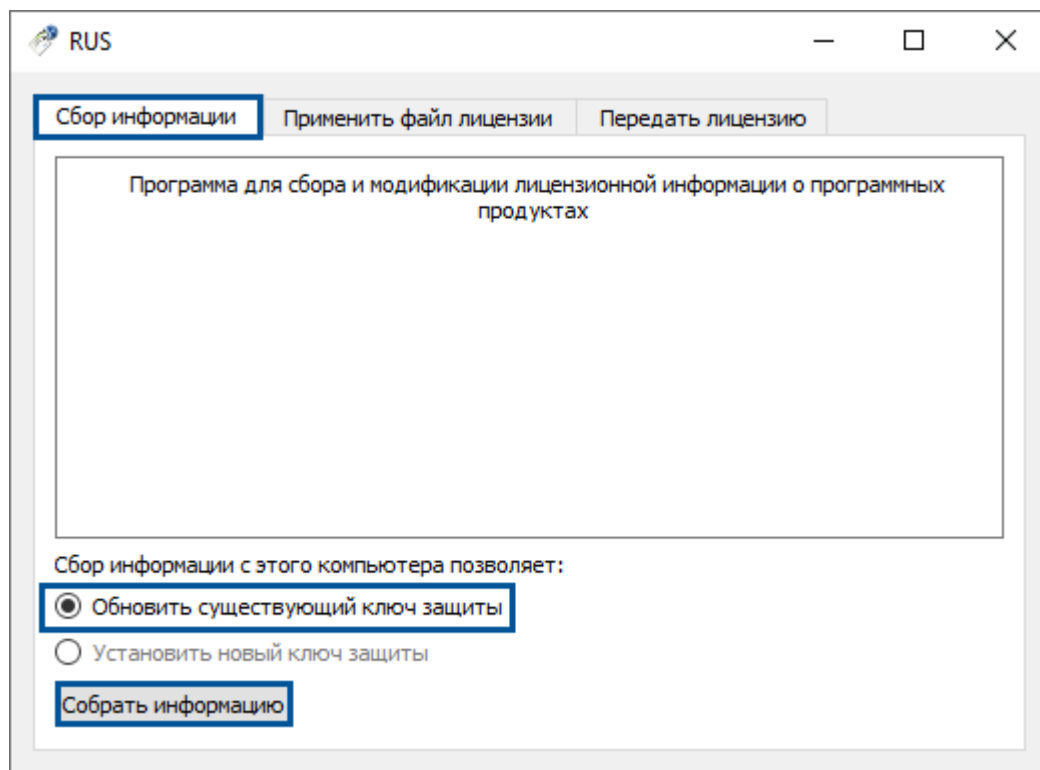 RUS
Сбор информации
Применить файл лицензии
Передать лицензию
Программа для сбора и модификации лицензионной информации о программных
продуктах
Сбор информации с этого компьютера позволяет:
Обновить существующий ключ защиты
Установить новый ключ защиты
Собрать информацию